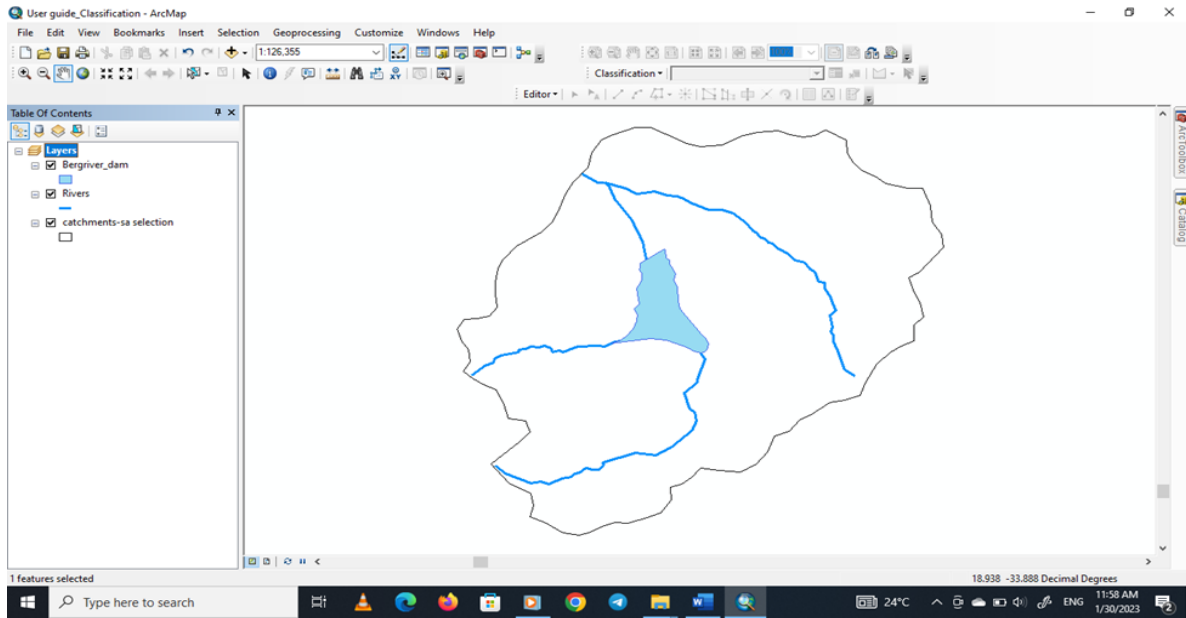 User guide_Classification - ArcMap
File Edit View Bookmarks Insert Selection Geoprocessing Customize Windows Help
1:126,355
Classification
Editor
Table Of Contents
Layers
Bergriver_dam
Rivers
catchments-sa selection
ArcToolbox
Catalog
1 features selected
18.938 -33.888 Decimal Degrees
Type here to search
24°C
ENG
11:58 AM
1/30/2023
2